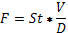 F = St * V/D